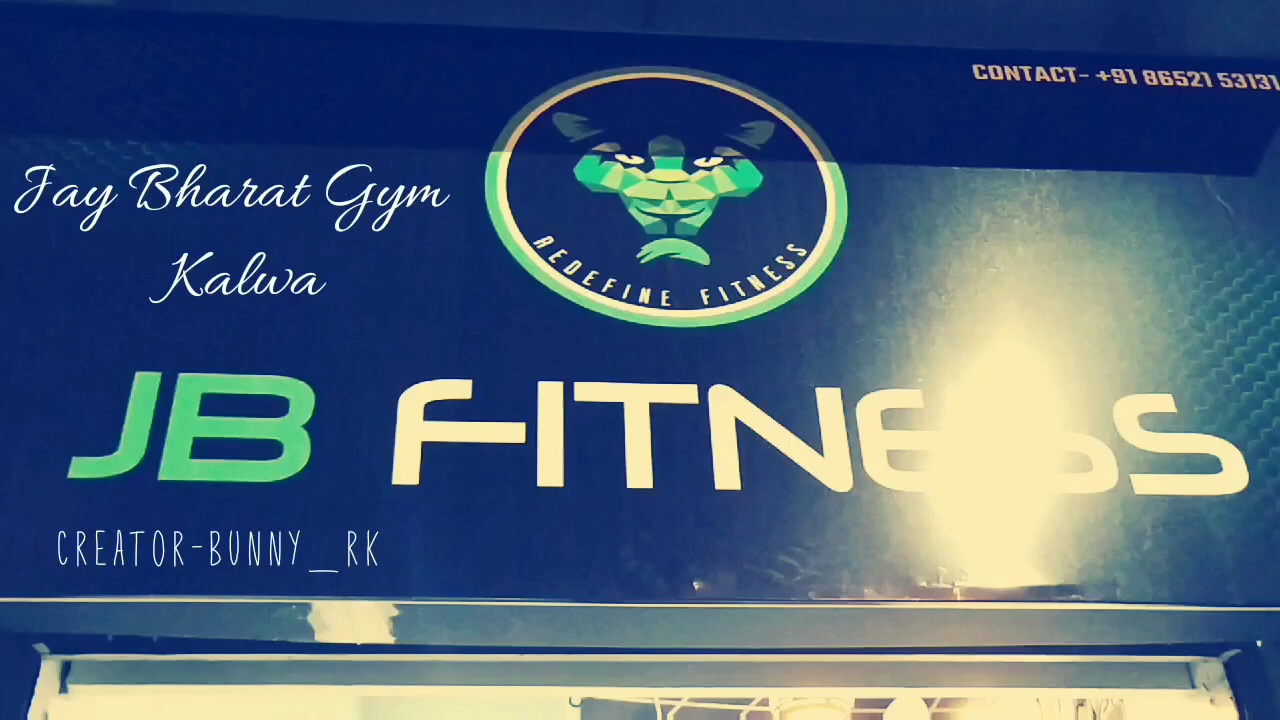 CONTACT- +91 86521 53131
Jay Bharat Gym
Kalwa
REDEFINE FITNESS
JB FITNESS
CREATOR-BUNNY_RK